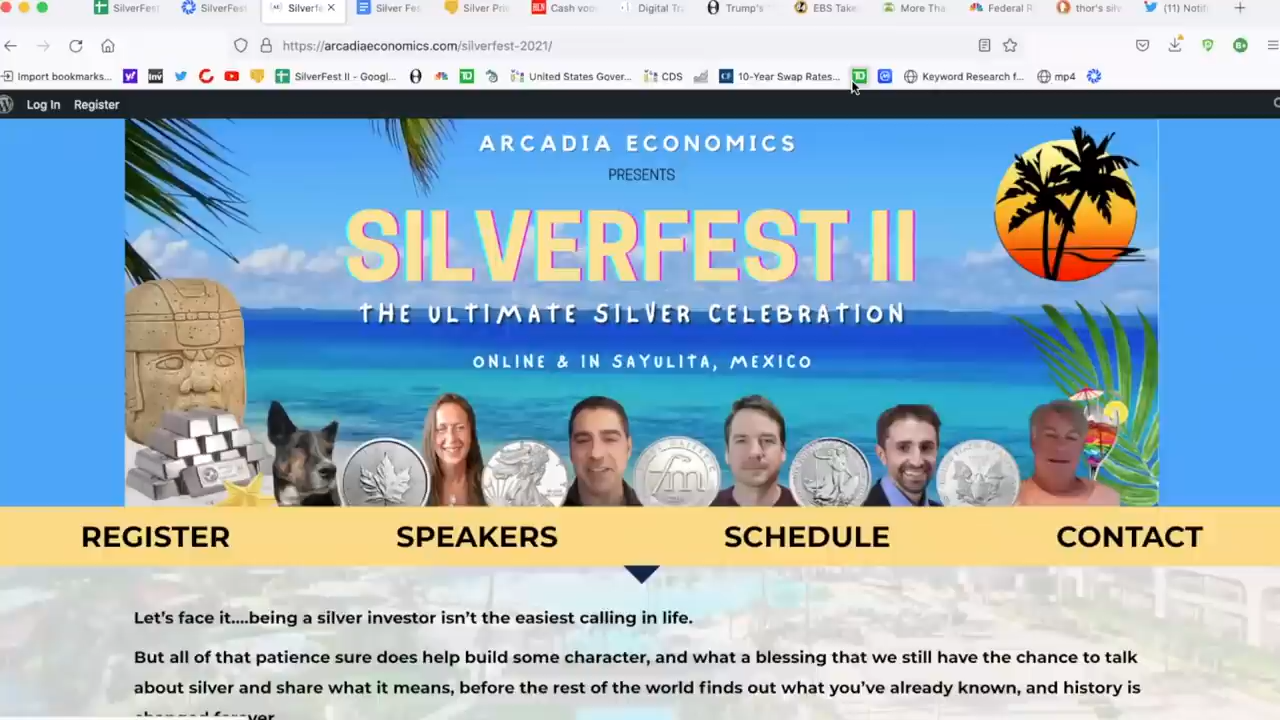 SilverFest
SilverFest
Silverfe
Silver Fes
Silver Pri
Cash vou
Digital Tra
Trump's
EBS Take
More Tha
Federal R
thor's silv
(11) Notifi
https://arcadiaeconomics.com/silverfest-2021/
Import bookmarks...
SilverFest II - Googl...
United States Gover...
CDS
10-Year Swap Rates...
Keyword Research f...
mp4
Log In
Register
ARCADIA ECONOMICS
PRESENTS
SILVERFEST II
THE ULTIMATE SILVER CELEBRATION
ONLINE & IN SAYULITA, MEXICO
REGISTER
SPEAKERS
SCHEDULE
CONTACT
Let's face it....being a silver investor isn't the easiest calling in life.
But all of that patience sure does help build some character, and what a blessing that we still have the chance to talk
about silver and share what it means, before the rest of the world finds out what you've already known, and history is
changed forever